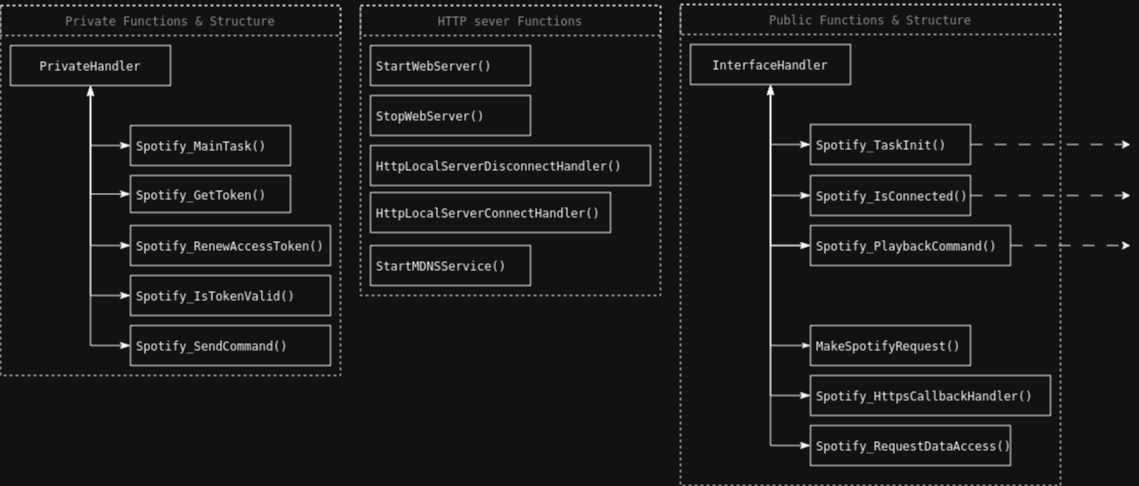 Private Functions & Structure
PrivateHandler
Spotify_MainTask()
Spotify_GetToken()
Spotify_RenewAccessToken()
Spotify_IsTokenValid()
Spotify_SendCommand()
HTTP sever Functions
StartWebServer()
StopWebServer()
HttpLocalServerDisconnectHandler()
HttpLocalServerConnectHandler()
StartMDNSService()
Public Functions & Structure
InterfaceHandler
Spotify_TaskInit()
Spotify_IsConnected()
Spotify_PlaybackCommand()
MakeSpotifyRequest()
Spotify_HttpsCallbackHandler()
Spotify_RequestDataAccess()